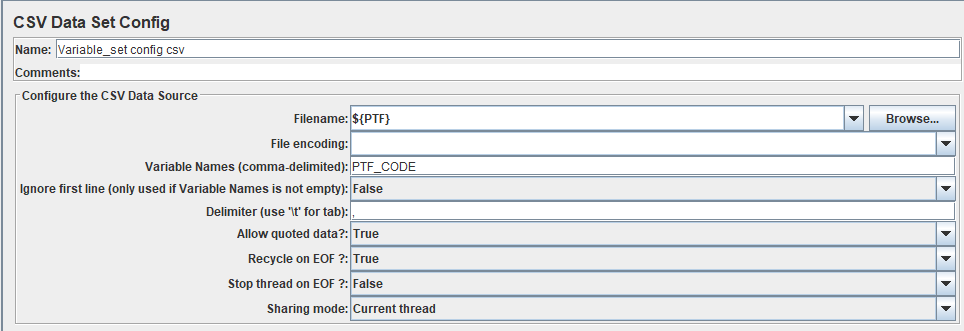 CSV Data Set Config
Name: Variable_set config csv
Comments:
Configure the CSV Data Source
Filename: ${PTF} Browse...
File encoding:
Variable Names (comma-delimited): PTF_CODE
Ignore first line (only used if Variable Names is not empty): False
Delimiter (use '\t' for tab): ,
Allow quoted data?: True
Recycle on EOF ?: True
Stop thread on EOF ?: False
Sharing mode: Current thread